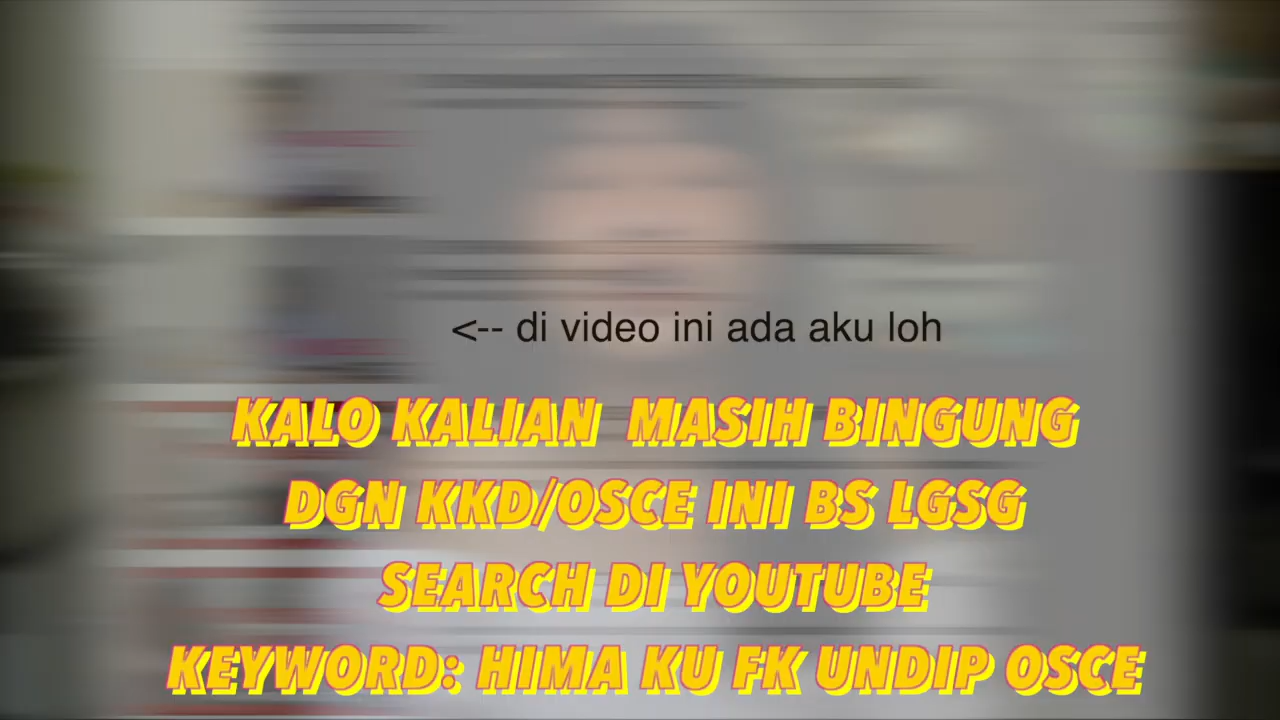 <-- di video ini ada aku loh
KALO KALIAN MASIH BINGUNG
DGN KKD/OSCE INI BS LGSG
SEARCH DI YOUTUBE
KEYWORD: HIMA KU FK UNDIP OSCE